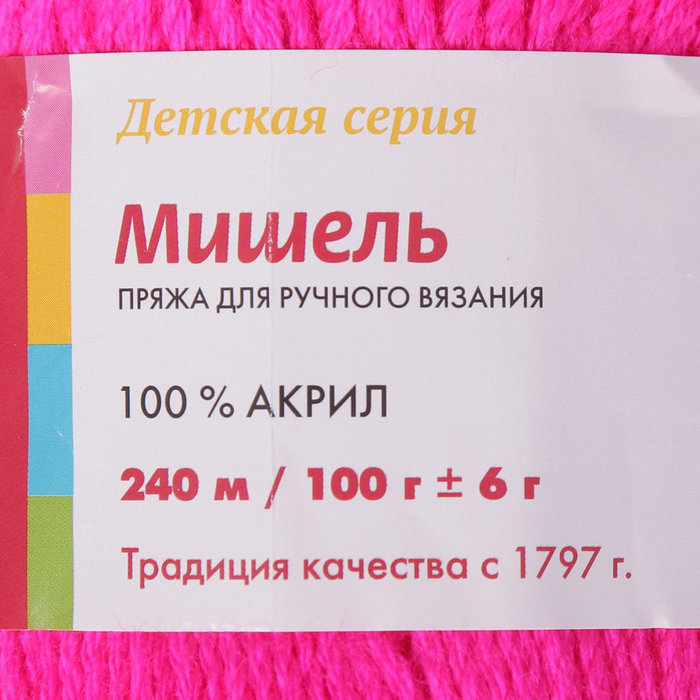 Детская серия
Мишель
ПРЯЖА ДЛЯ РУЧНОГО ВЯЗАНИЯ
100 % АКРИЛ
240 м / 100 г ± 6 г
Традиция качества с 1797 г.